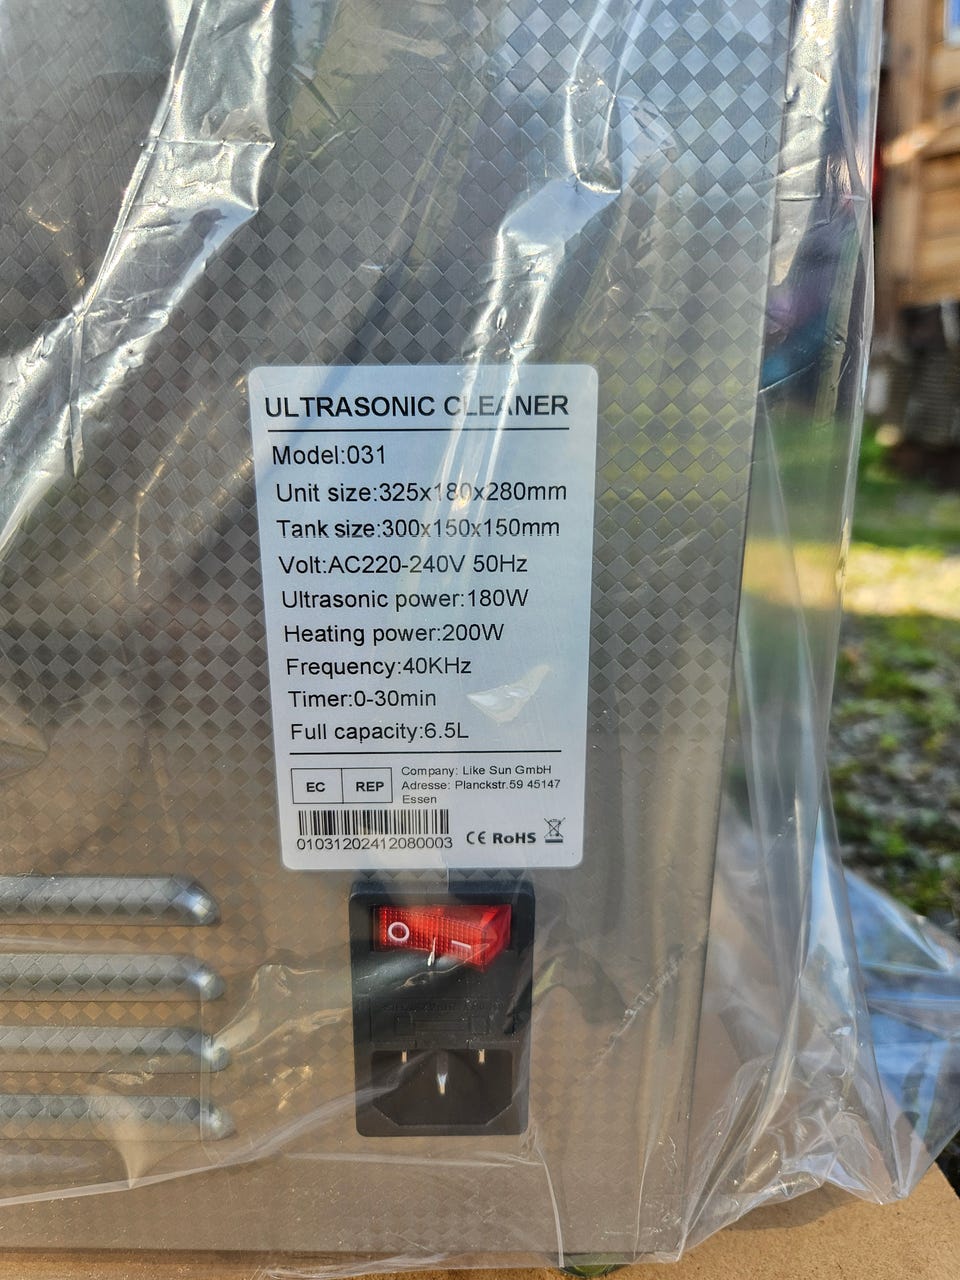 ULTRASONIC CLEANER
Model:031
Unit size:325x180x280mm
Tank size:300x150x150mm
Volt:AC220-240V 50Hz
Ultrasonic power:180W
Heating power:200W
Frequency:40KHz
Timer:0-30min
Full capacity:6.5L
EC REP
Company: Like Sun GmbH
Adresse: Planckstr.59 45147
Essen
01031202412080003
CE RoHS